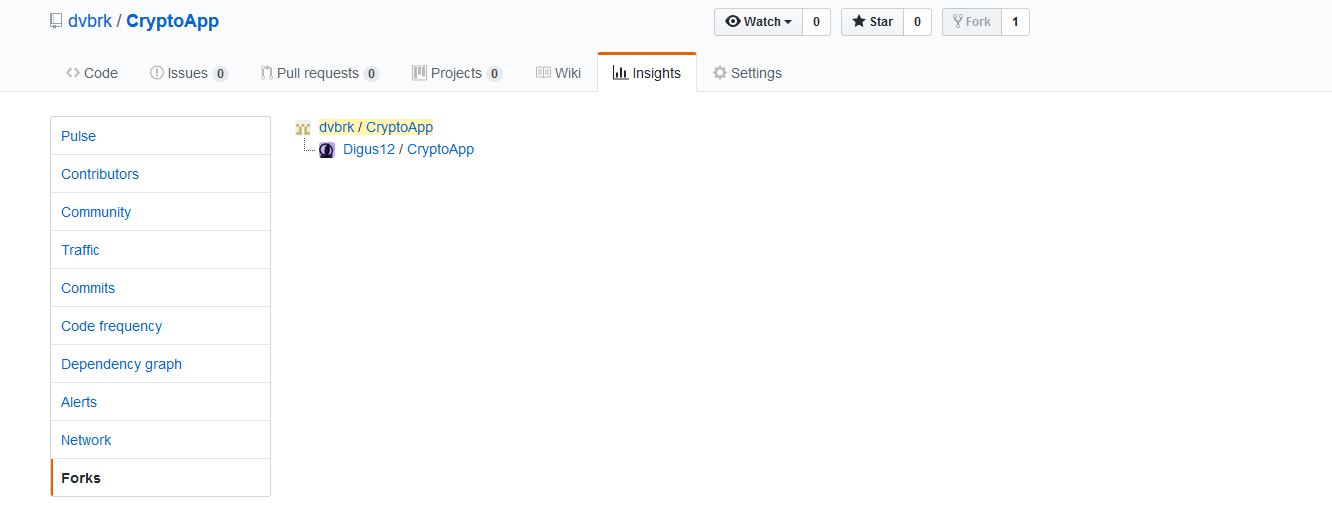 dvbrk / CryptoApp
Watch 0 Star 0 Fork 1
Code Issues 0 Pull requests 0 Projects 0 Wiki Insights Settings
Pulse
Contributors
Community
Traffic
Commits
Code frequency
Dependency graph
Alerts
Network
Forks
dvbrk / CryptoApp
Digus12 / CryptoApp